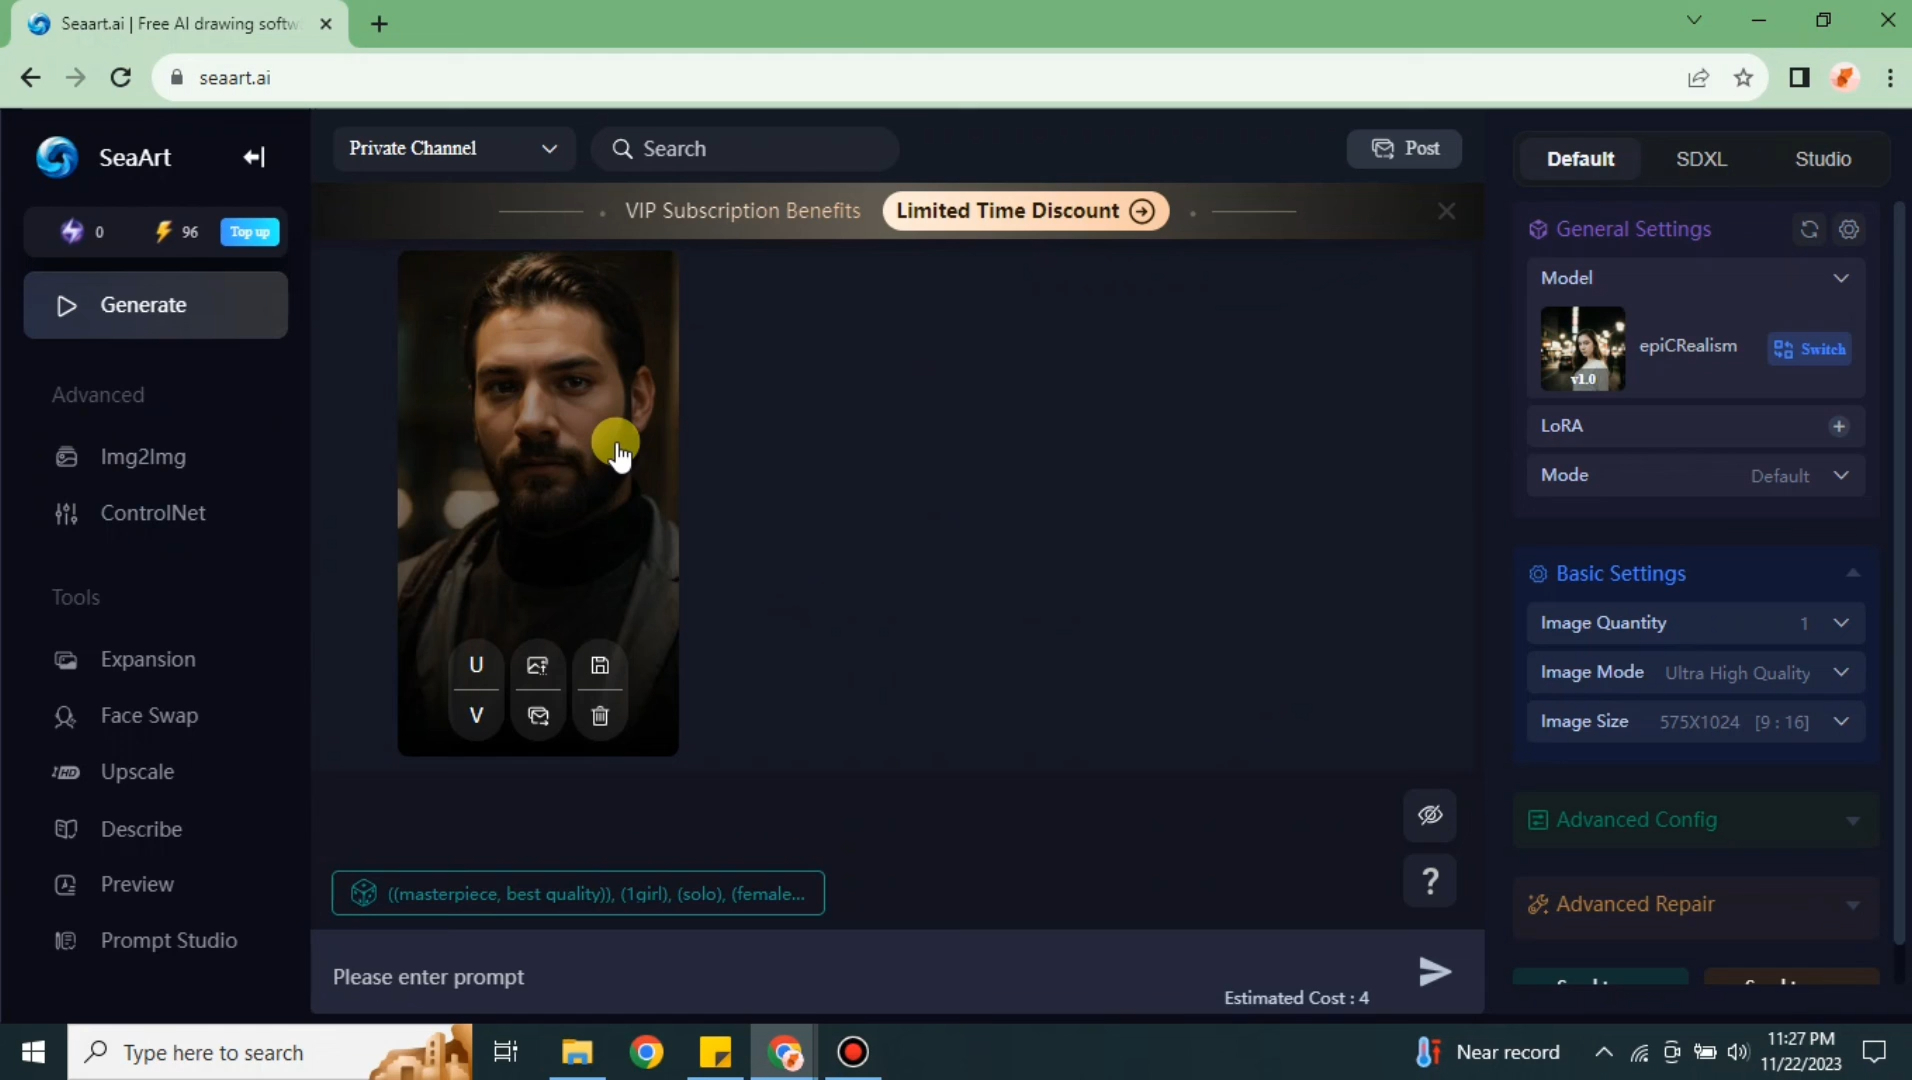 Seaart.ai | Free AI drawing softw
seaart.ai
SeaArt
0
96
Top up
Generate
Advanced
Img2Img
ControlNet
Tools
Expansion
Face Swap
HD
Upscale
Describe
Preview
Prompt Studio
Private Channel
Search
Post
VIP Subscription Benefits
Limited Time Discount
U
V
((masterpiece, best quality)), (1girl), (solo), (female...
?
Please enter prompt
Estimated Cost : 4
Default
SDXL
Studio
General Settings
Model
v1.0
epiCRealism
Switch
LoRA
Mode
Default
Basic Settings
Image Quantity
1
Image Mode
Ultra High Quality
Image Size
575X1024
[9 : 16]
Advanced Config
Advanced Repair
Type here to search
Near record
11:27 PM
11/22/2023